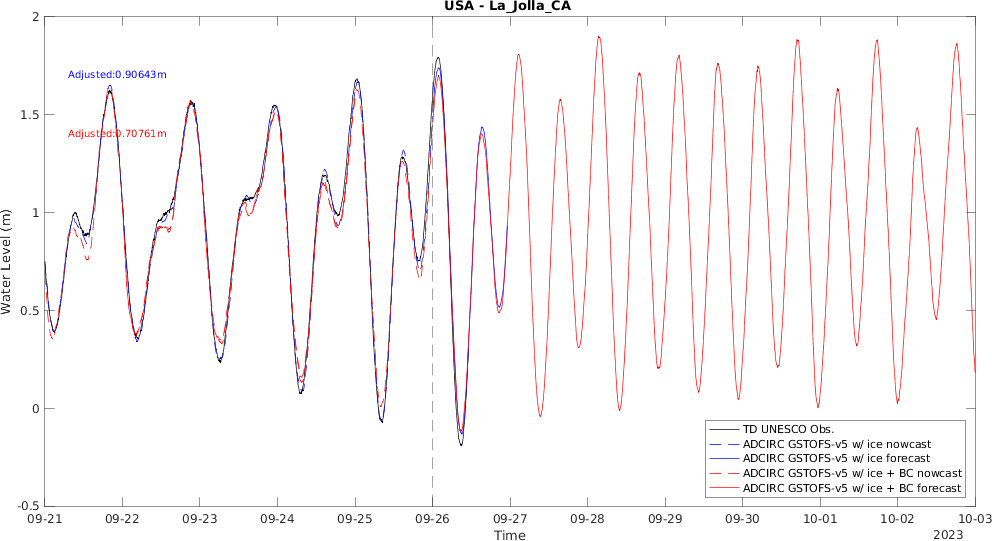 USA - La_Jolla_CA
2
1.5
1
0.5
0
-0.5
Water Level (m)
Adjusted:0.90643m
Adjusted:0.70761m
TD UNESCO Obs.
ADCIRC GSTOFS-v5 w/ ice nowcast
ADCIRC GSTOFS-v5 w/ ice forecast
ADCIRC GSTOFS-v5 w/ ice + BC nowcast
ADCIRC GSTOFS-v5 w/ ice + BC forecast
09-21 09-22 09-23 09-24 09-25 09-26 09-27 09-28 09-29 09-30 10-01 10-02 10-03
Time
2023